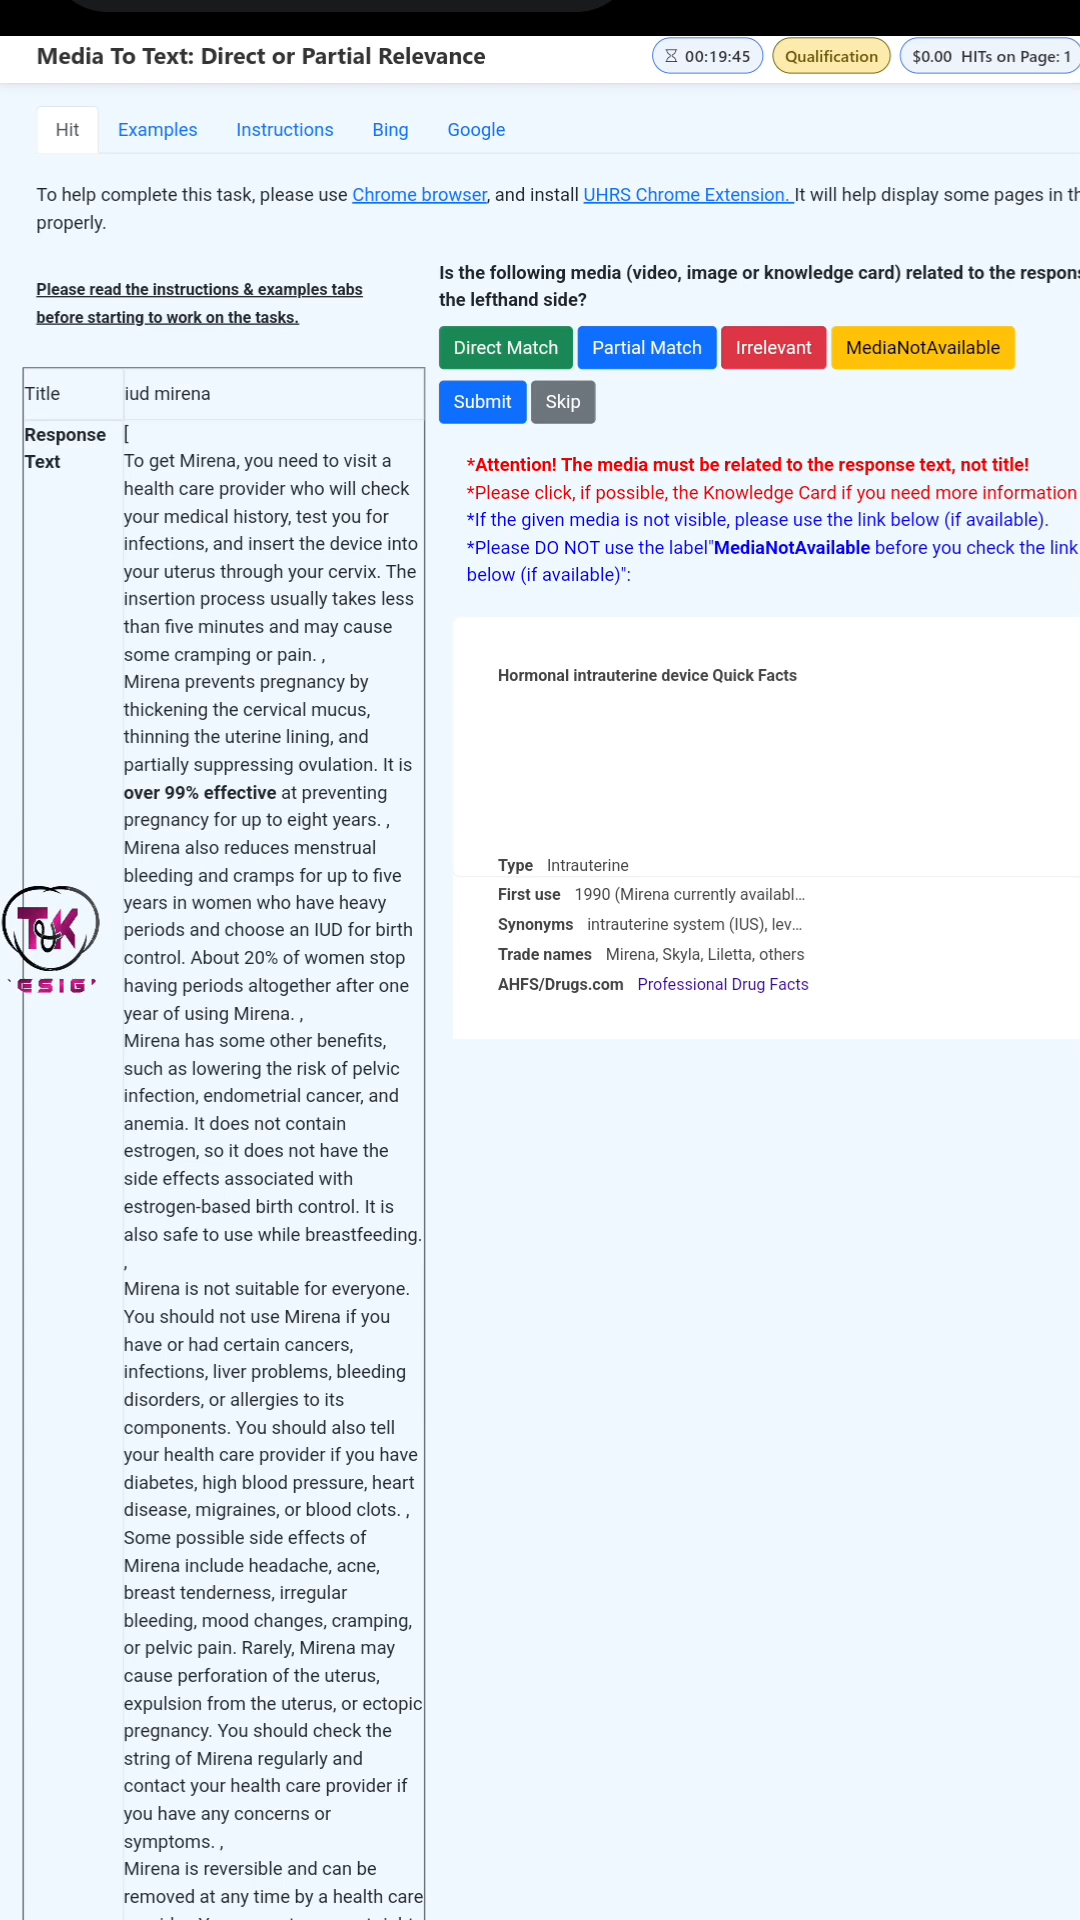 Media To Text: Direct or Partial Relevance
00:19:45
Qualification
$0.00 HITs on Page: 1
Hit
Examples
Instructions
Bing
Google
To help complete this task, please use Chrome browser, and install UHRS Chrome Extension. It will help display some pages in
properly.
Please read the instructions & examples tabs
before starting to work on the tasks.
Title
iud mirena
Response
Text
[
To get Mirena, you need to visit a
health care provider who will check
your medical history, test you for
infections, and insert the device into
your uterus through your cervix. The
insertion process usually takes less
than five minutes and may cause
some cramping or pain. ,
Mirena prevents pregnancy by
thickening the cervical mucus,
thinning the uterine lining, and
partially suppressing ovulation. It is
over 99% effective at preventing
pregnancy for up to eight years. ,
Mirena also reduces menstrual
bleeding and cramps for up to five
years in women who have heavy
periods and choose an IUD for birth
control. About 20% of women stop
having periods altogether after one
year of using Mirena. ,
Mirena has some other benefits,
such as lowering the risk of pelvic
infection, endometrial cancer, and
anemia. It does not contain
estrogen, so it does not have the
side effects associated with
estrogen-based birth control. It is
also safe to use while breastfeeding.
,
Mirena is not suitable for everyone.
You should not use Mirena if you
have or had certain cancers,
infections, liver problems, bleeding
disorders, or allergies to its
components. You should also tell
your health care provider if you have
diabetes, high blood pressure, heart
disease, migraines, or blood clots. ,
Some possible side effects of
Mirena include headache, acne,
breast tenderness, irregular
bleeding, mood changes, cramping,
or pelvic pain. Rarely, Mirena may
cause perforation of the uterus,
expulsion from the uterus, or ectopic
pregnancy. You should check the
string of Mirena regularly and
contact your health care provider if
you have any concerns or
symptoms. ,
Mirena is reversible and can be
removed at any time by a health care
Is the following media (video, image or knowledge card) related to the
the lefthand side?
Direct Match
Partial Match
Irrelevant
MediaNotAvailable
Submit
Skip
*Attention! The media must be related to the response text, not title!
*Please click, if possible, the Knowledge Card if you need more information
*If the given media is not visible, please use the link below (if available).
*Please DO NOT use the label"MediaNotAvailable before you check the link
below (if available)":
Hormonal intrauterine device Quick Facts
Type Intrauterine
First use 1990 (Mirena currently availabl...
Synonyms intrauterine system (IUS), lev...
Trade names Mirena, Skyla, Liletta, others
AHFS/Drugs.com Professional Drug Facts